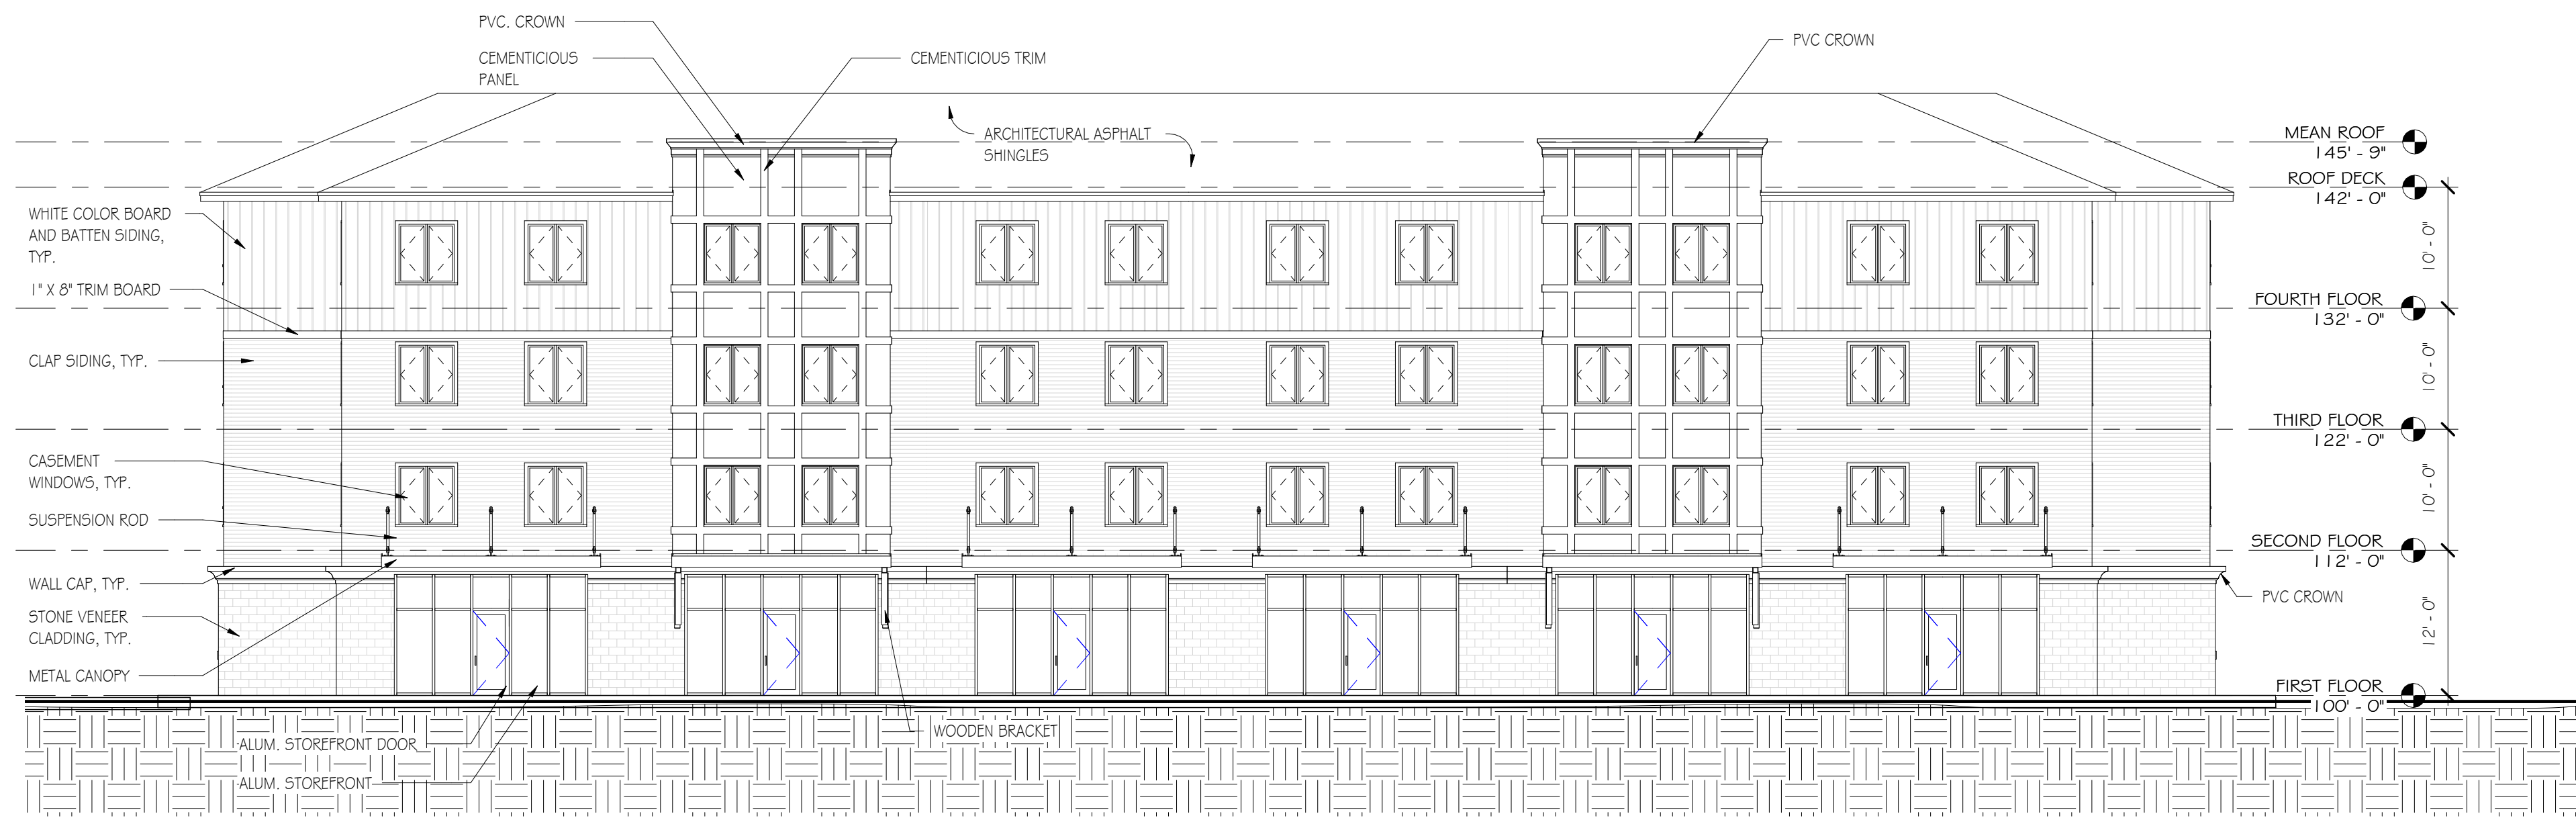 PVC. CROWN
CEMENTICIOUS
PANEL
CEMENTICIOUS TRIM
PVC CROWN
ARCHITECTURAL ASPHALT
SHINGLES
MEAN ROOF
145' - 9"
ROOF DECK
142' - 0"
WHITE COLOR BOARD
AND BATTEN SIDING,
TYP.
10' - 0"
1" X 8" TRIM BOARD
FOURTH FLOOR
132' - 0"
CLAP SIDING, TYP.
10' - 0"
THIRD FLOOR
122' - 0"
CASEMENT
WINDOWS, TYP.
10' - 0"
SUSPENSION ROD
SECOND FLOOR
112' - 0"
WALL CAP, TYP.
PVC CROWN
STONE VENEER
CLADDING, TYP.
12' - 0"
METAL CANOPY
FIRST FLOOR
100' - 0"
WOODEN BRACKET
ALUM. STOREFRONT DOOR
ALUM. STOREFRONT